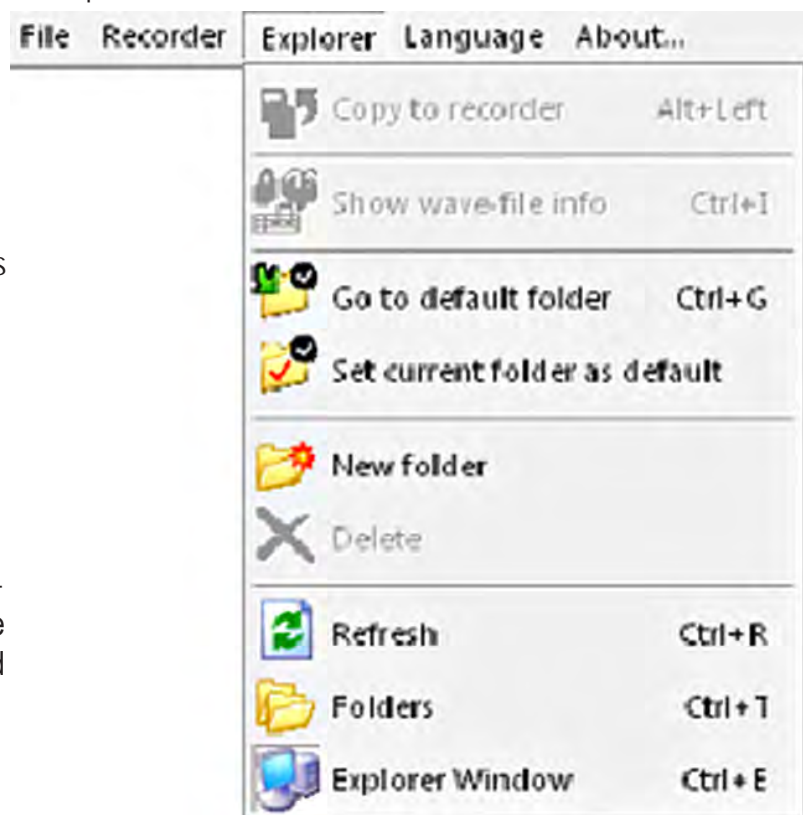 File Recorder Explorer Language About...
Copy to recorder Alt+Left
Show wave-file info Ctrl+I
Go to default folder Ctrl+G
Set current folder as default
New folder
Delete
Refresh Ctrl+R
Folders Ctrl+T
Explorer Window Ctrl+E